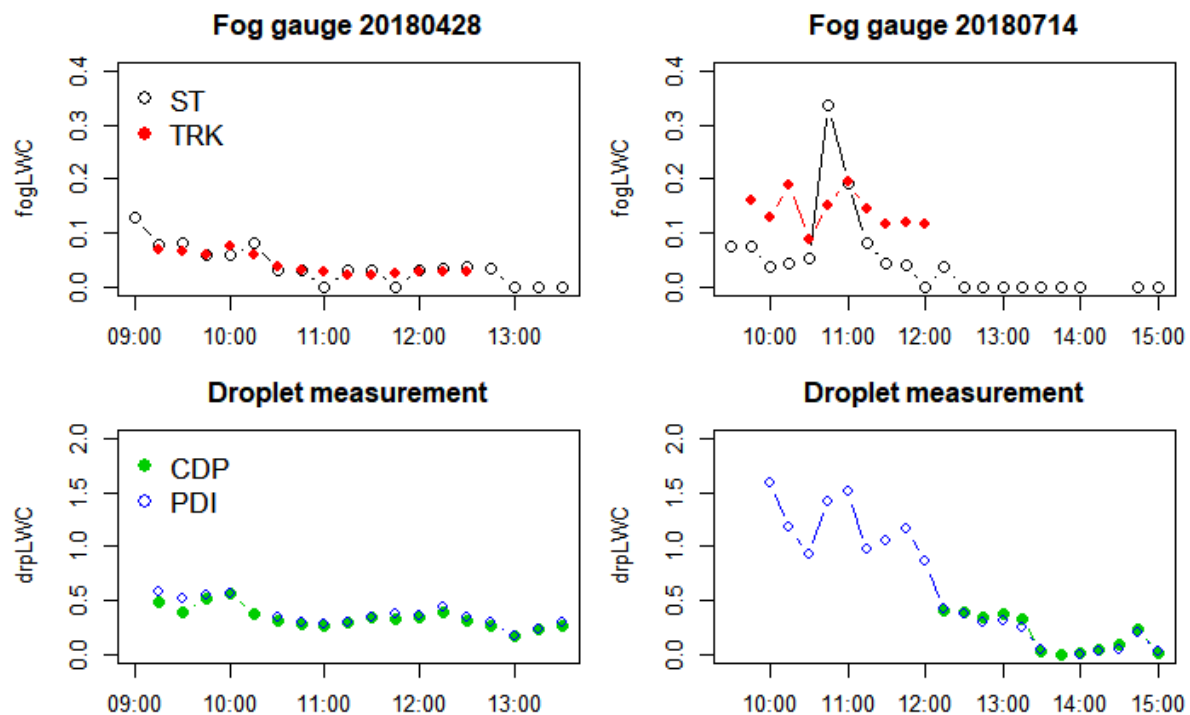 Fog gauge 20180428
fogLWC
0.4
0.3
0.2
0.1
0.0
ST
TRK
09:00 10:00 11:00 12:00 13:00
Fog gauge 20180714
fogLWC
0.4
0.3
0.2
0.1
0.0
10:00 11:00 12:00 13:00 14:00 15:00
Droplet measurement
drpLWC
2.0
1.5
1.0
0.5
0.0
CDP
PDI
09:00 10:00 11:00 12:00 13:00
Droplet measurement
drpLWC
2.0
1.5
1.0
0.5
0.0
10:00 11:00 12:00 13:00 14:00 15:00